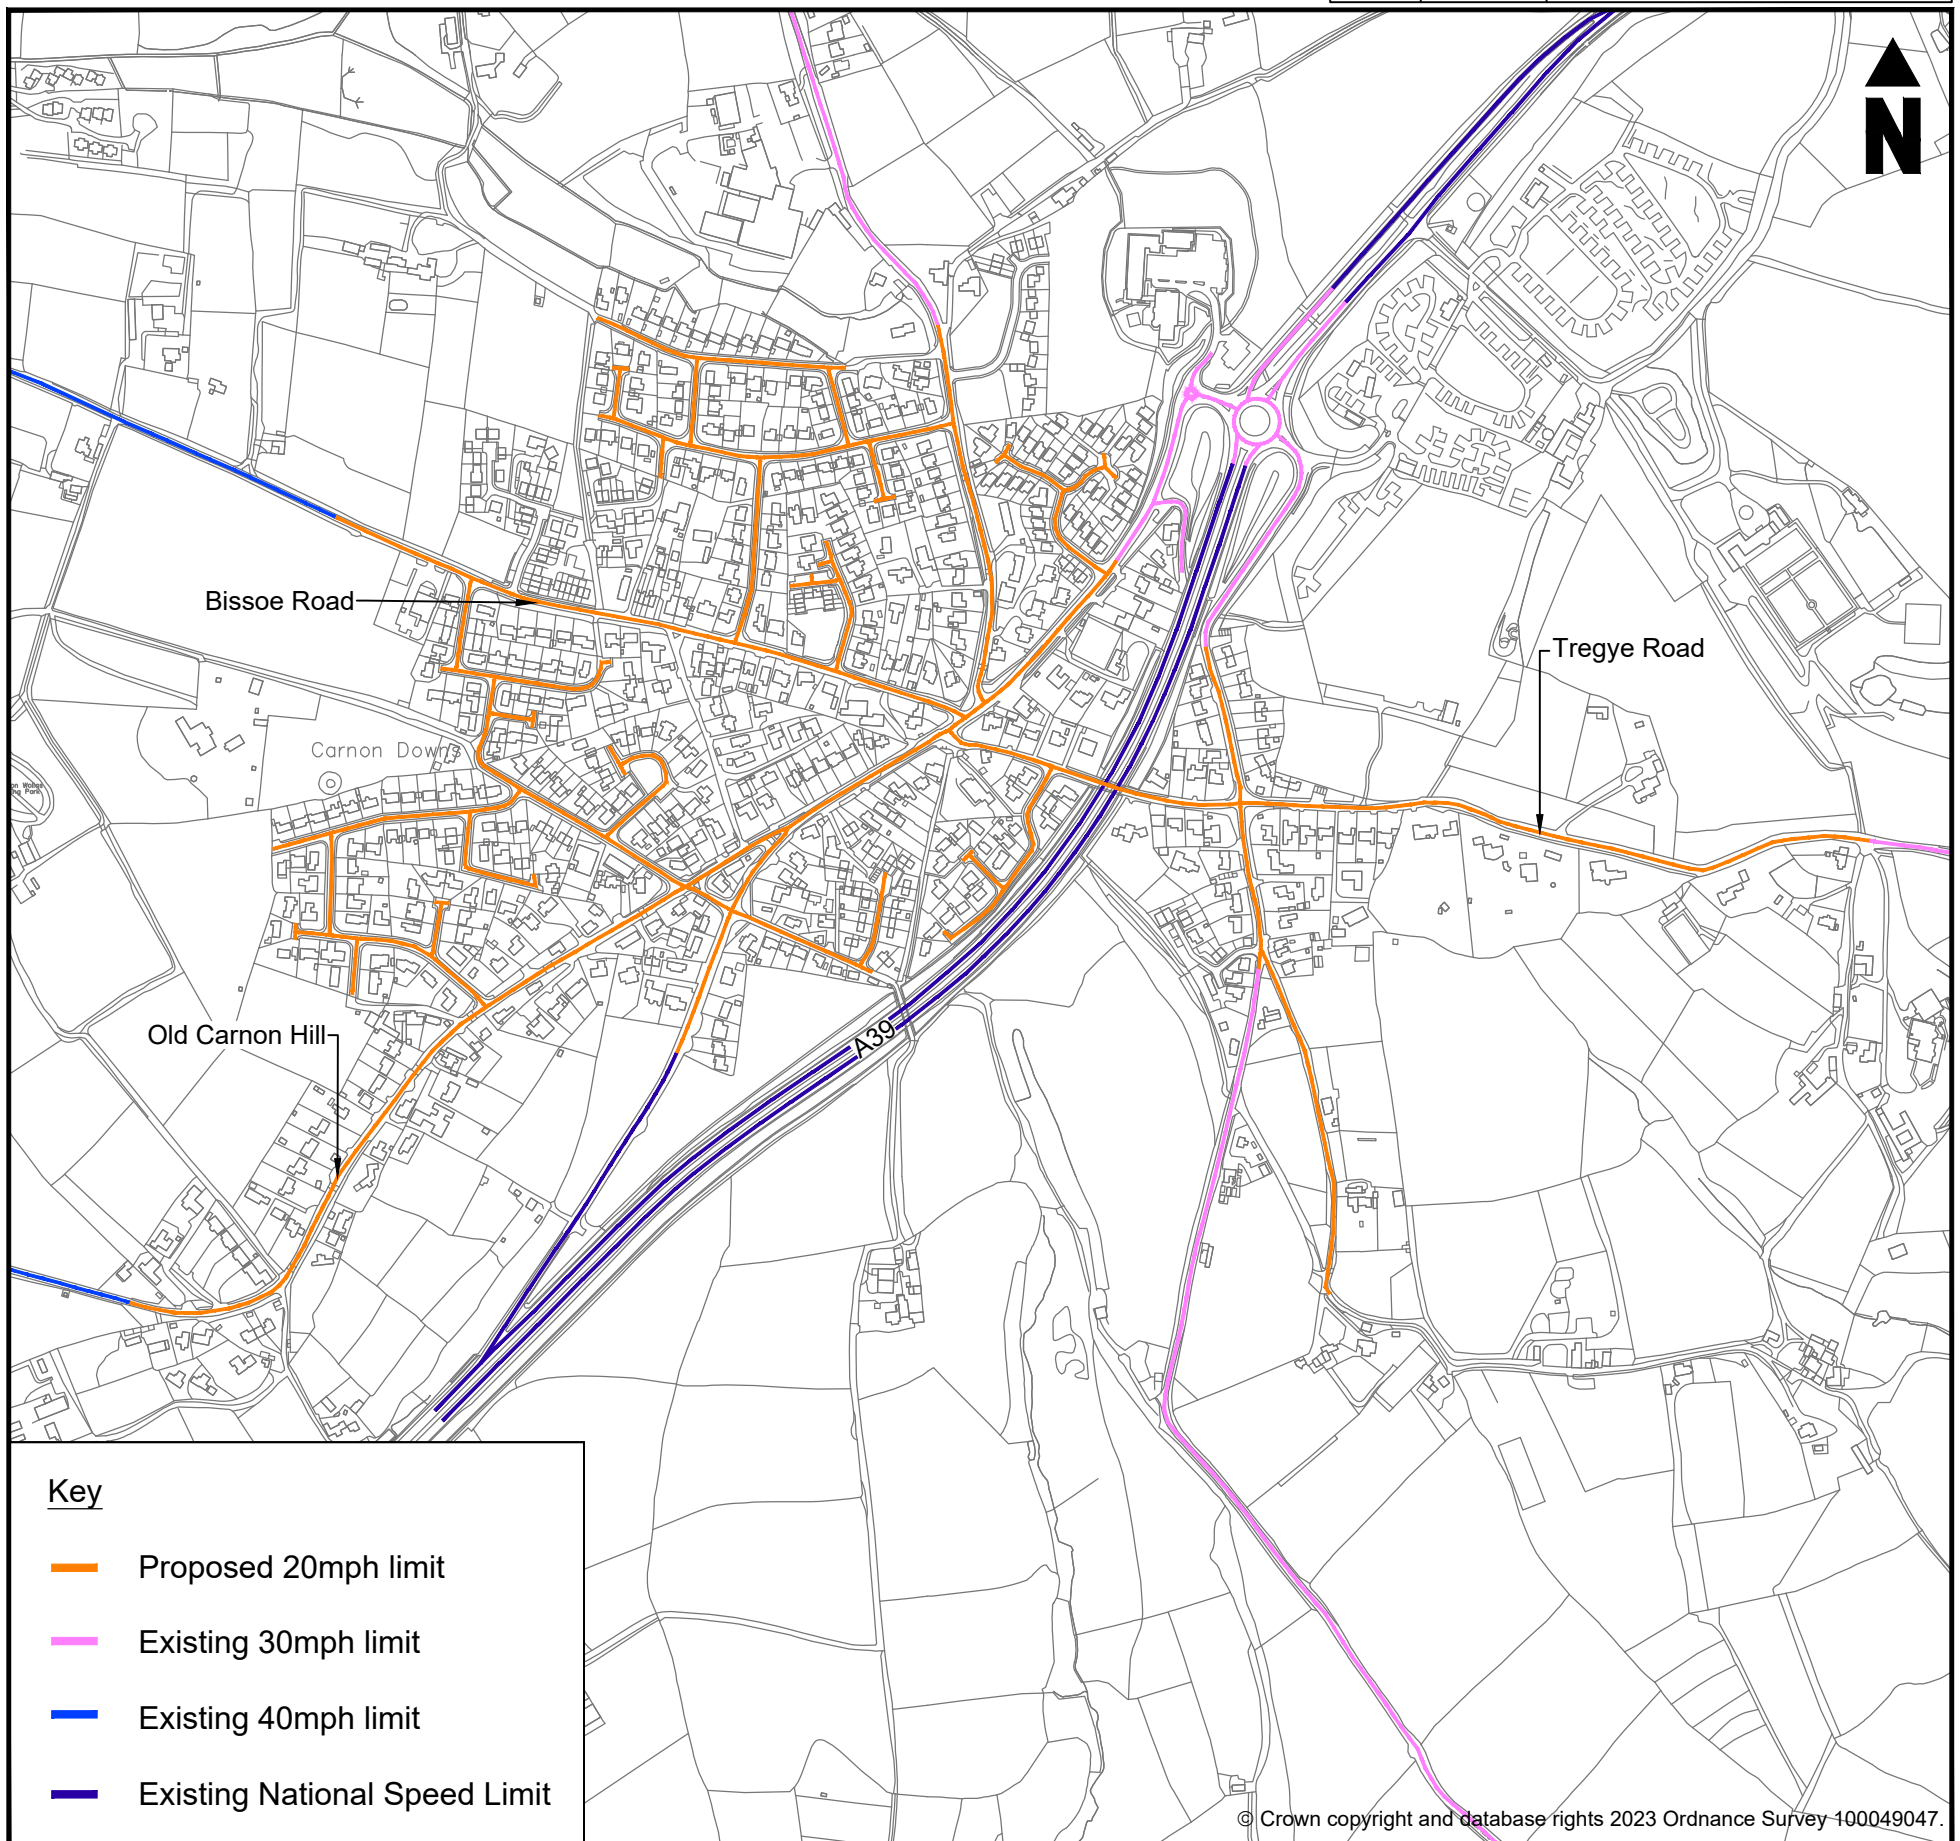 N
Bissoe Road
Tregye Road
Carnon Downs
Old Carnon Hill
A39
Key
Proposed 20mph limit
Existing 30mph limit
Existing 40mph limit
Existing National Speed Limit
© Crown copyright and database rights 2023 Ordnance Survey 100049047.